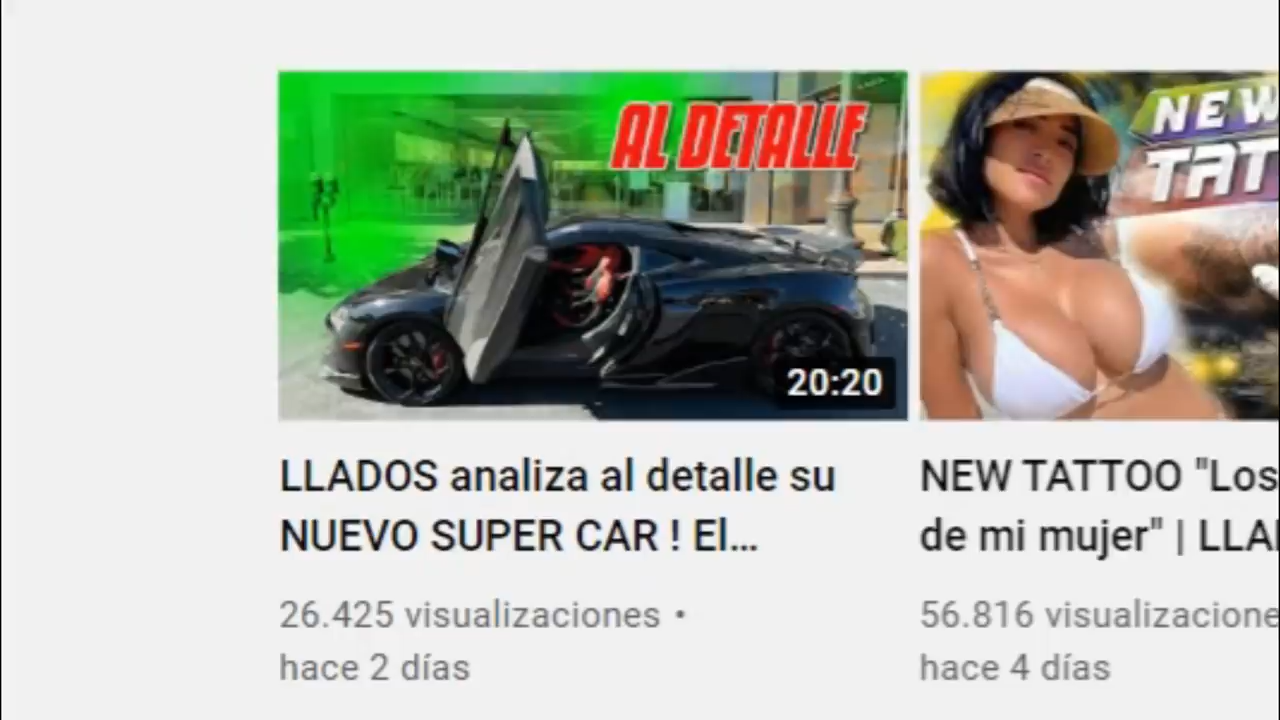 AL DETALLE
20:20
LLADOS analiza al detalle su
NUEVO SUPER CAR ! El...
26.425 visualizaciones •
hace 2 días
NEW
TAT
NEW TATTOO "Los
de mi mujer" | LLA
56.816 visualizacione
hace 4 días